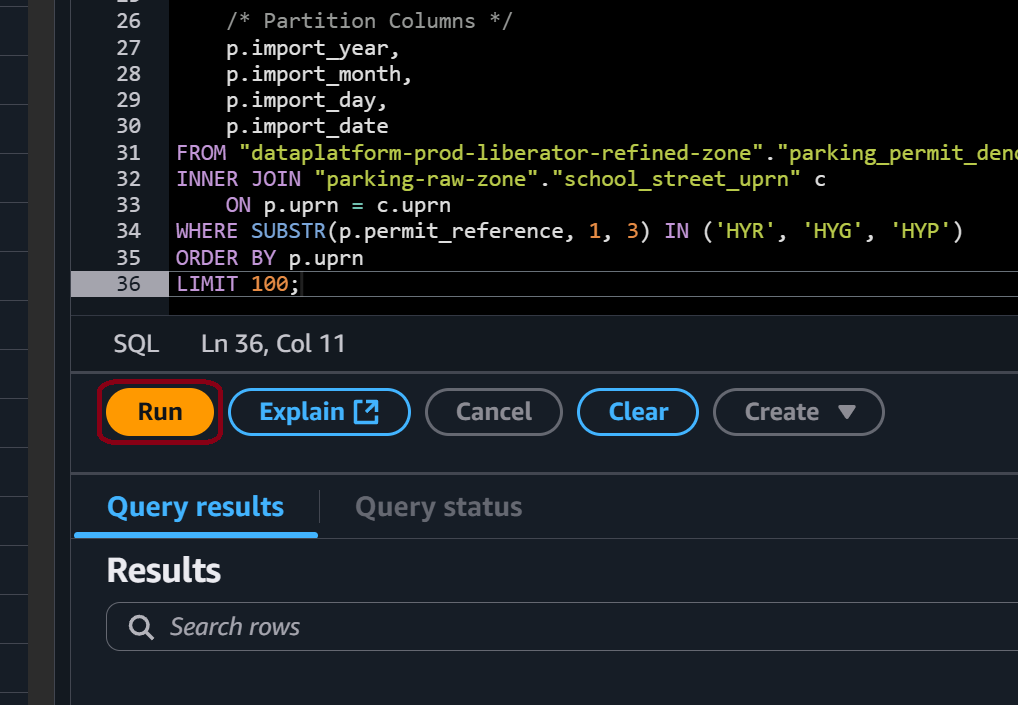 26 /* Partition Columns */
27 p.import_year,
28 p.import_month,
29 p.import_day,
30 p.import_date
31 FROM "dataplatform-prod-liberator-refined-zone"."parking_permit_
32 INNER JOIN "parking-raw-zone"."school_street_uprn" c
33 ON p.uprn = c.uprn
34 WHERE SUBSTR(p.permit_reference, 1, 3) IN ('HYR', 'HYG', 'HYP')
35 ORDER BY p.uprn
36 LIMIT 100;
SQL Ln 36, Col 11
Run Explain Cancel Clear Create
Query results Query status
Results
Search rows